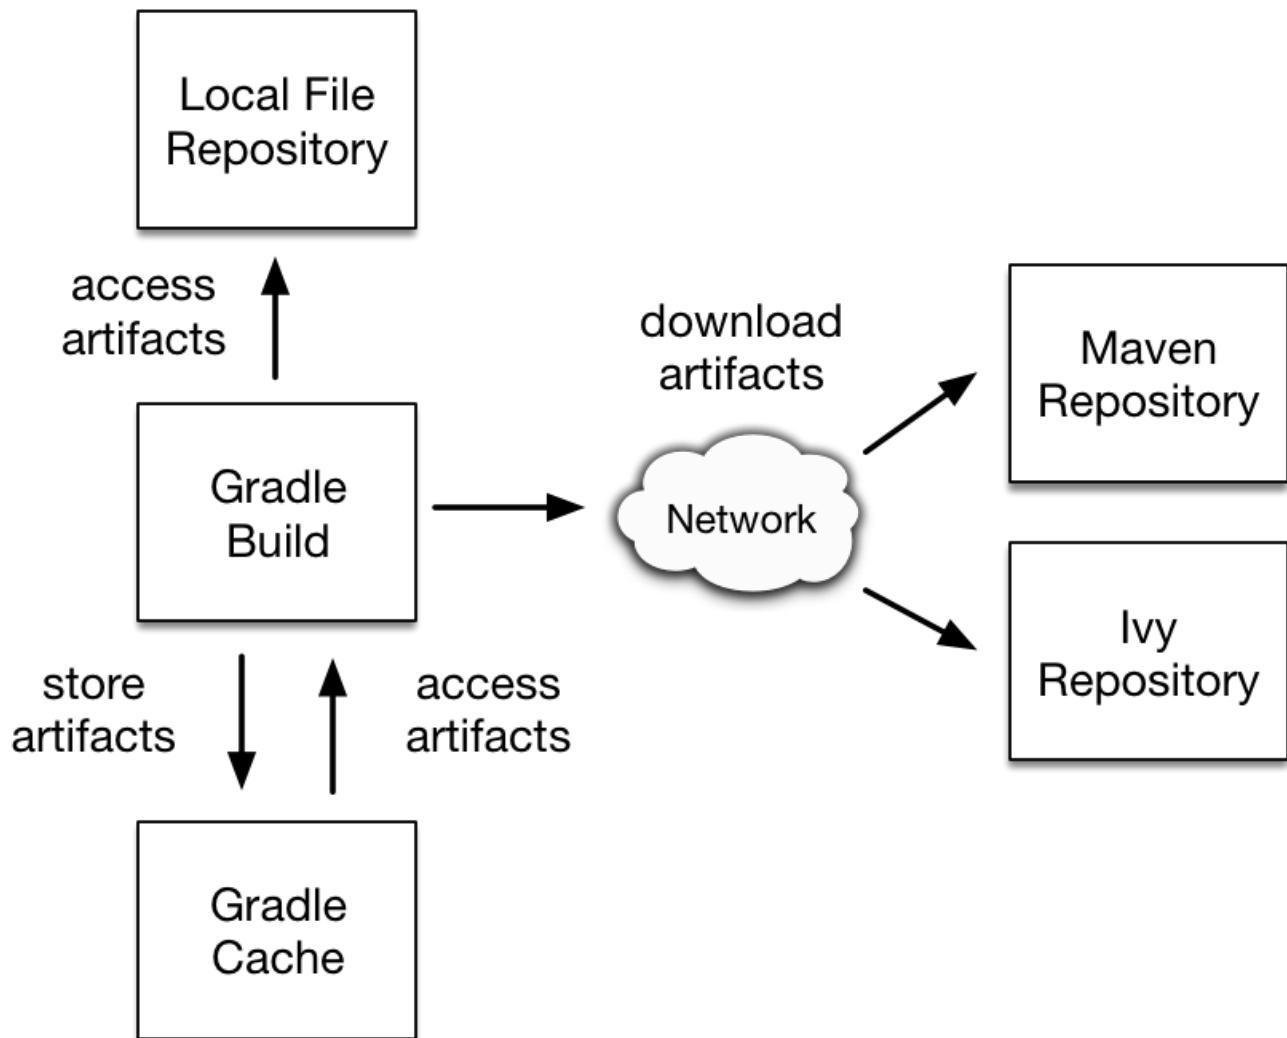 Local File
Repository
access
artifacts
download
artifacts
Maven
Repository
Gradle
Build
Network
Ivy
Repository
store
artifacts
access
artifacts
Gradle
Cache